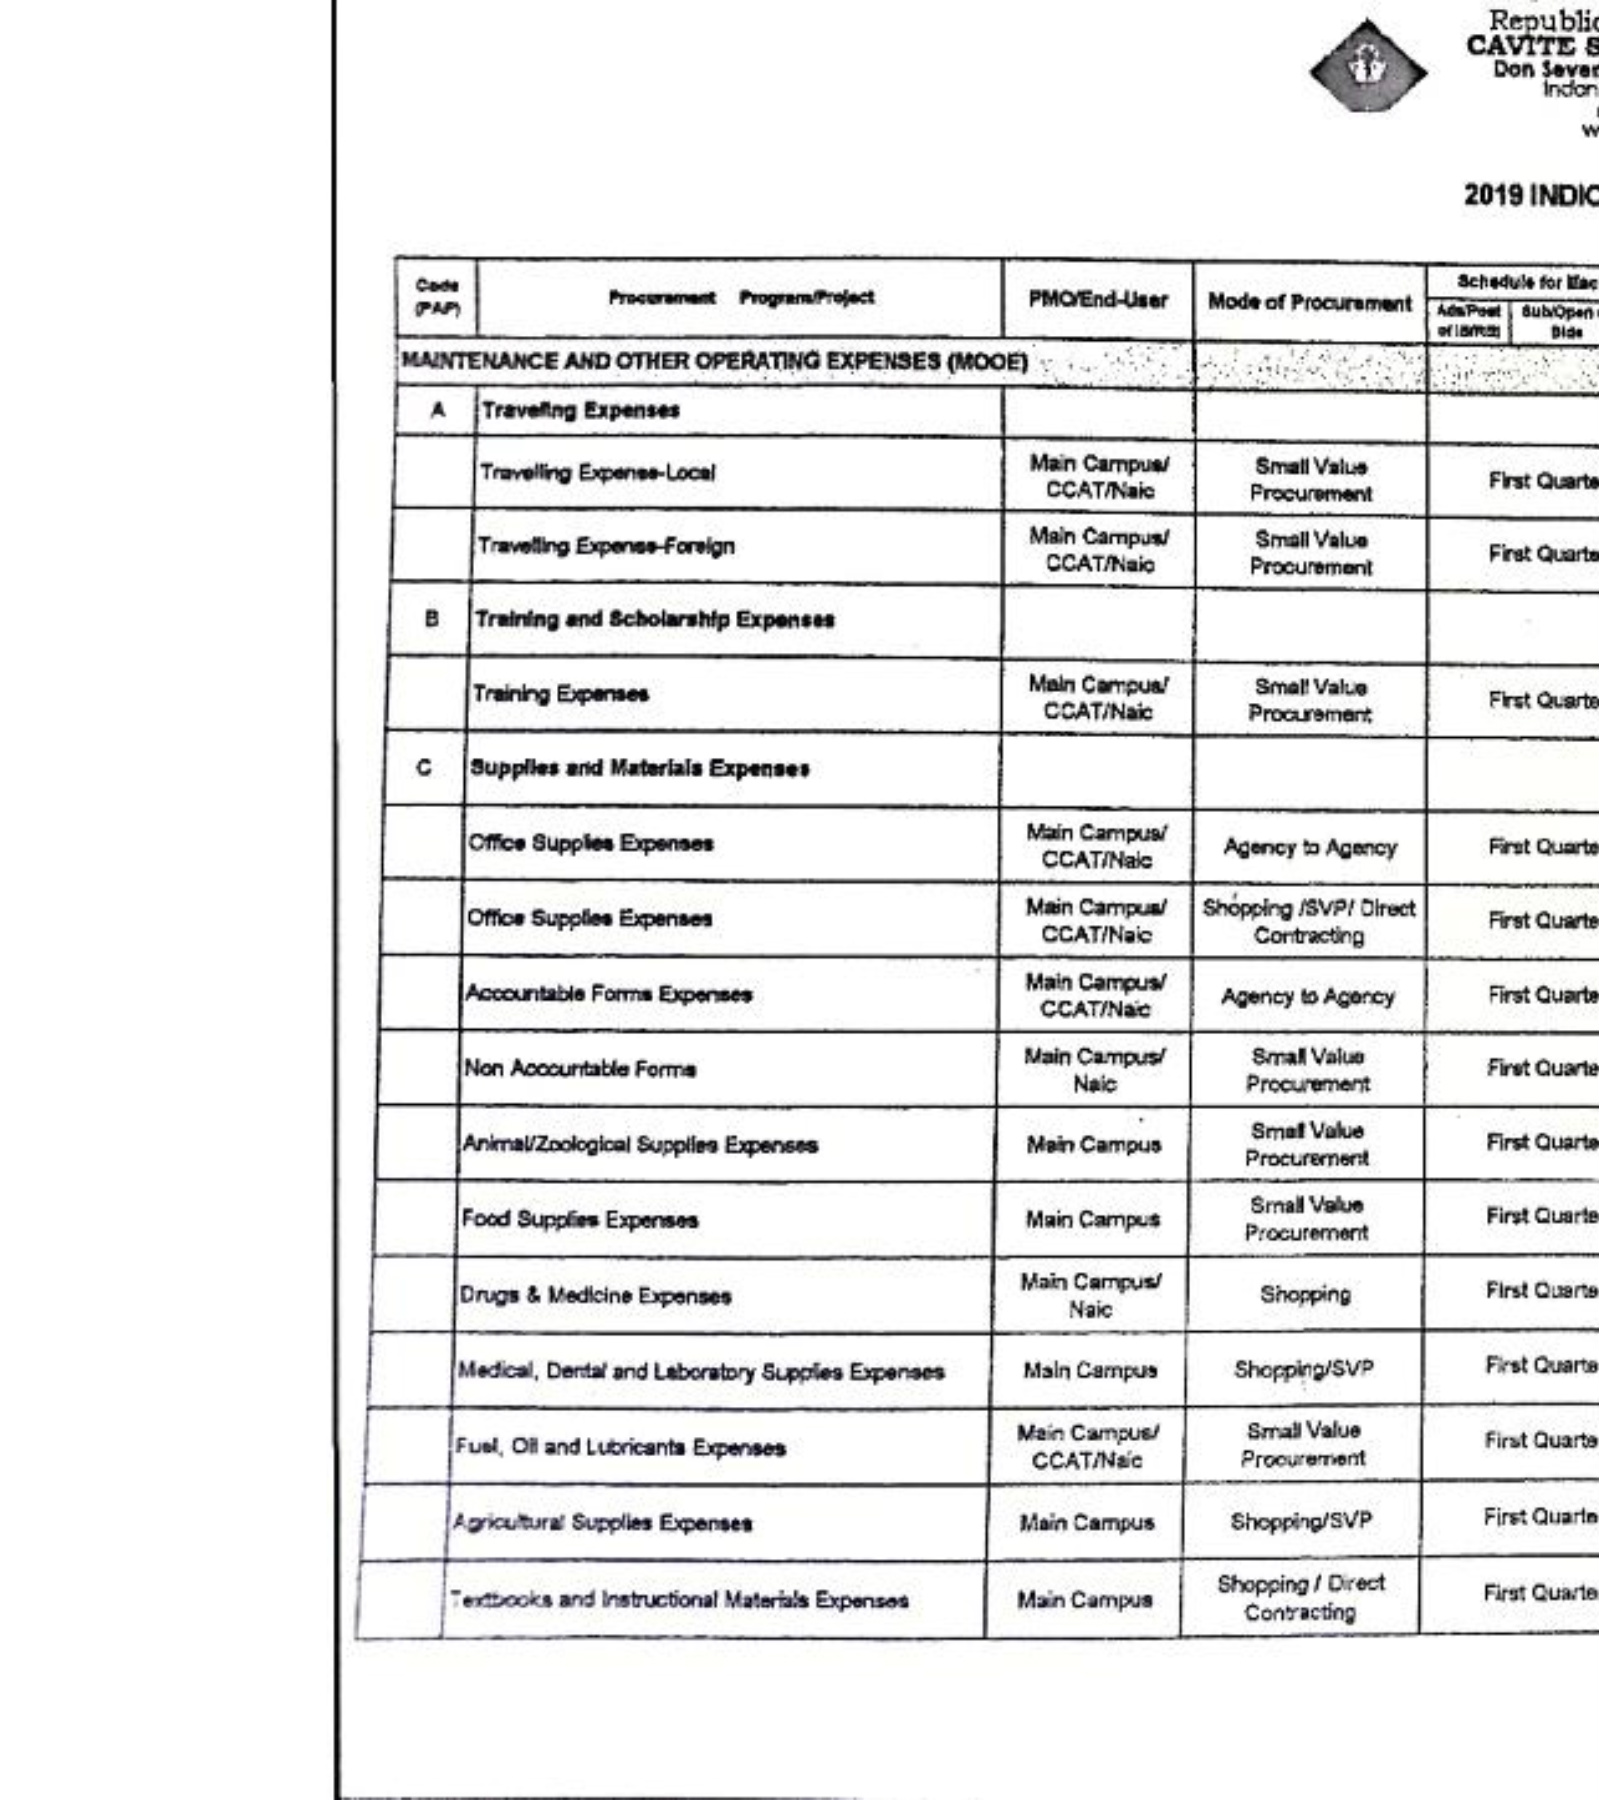 Republic
CAVITE S
Don Sever
Indan
W
2019 INDIC
Code
(PAP)
Procurement Program/Project
PMO/End-User
Mode of Procurement
Schedule for Eac
Ads/Post
of IB/REI
Sub/Open
Bids
MAINTENANCE AND OTHER OPERATING EXPENSES (MOOE)
A Traveling Expenses
Travelling Expense-Local
Main Campus/
CCAT/Naic
Small Value
Procurement
First Quarte
Travelling Expense-Foreign
Main Campus/
CCAT/Naic
Small Value
Procurement
First Quarte
B Training and Scholarship Expenses
Training Expenses
Main Campus/
CCAT/Naic
Small Value
Procurement
First Quarte
C Supplies and Materials Expenses
Office Supplies Expenses
Main Campus/
CCAT/Naic
Agency to Agency
First Quarte
Office Supplies Expenses
Main Campus/
CCAT/Naic
Shopping /SVP/ Direct
Contracting
First Quarte
Accountable Forms Expenses
Main Campus/
CCAT/Naic
Agency to Agency
First Quarte
Non Accountable Forms
Main Campus/
Naic
Small Value
Procurement
First Quarte
Animal/Zoological Supplies Expenses
Main Campus
Small Value
Procurement
First Quarte
Food Supplies Expenses
Main Campus
Small Value
Procurement
First Quarte
Drugs & Medicine Expenses
Main Campus/
Naic
Shopping
First Quarte
Medical, Dental and Laboratory Supplies Expenses
Main Campus
Shopping/SVP
First Quarte
Fuel, Oil and Lubricants Expenses
Main Campus/
CCAT/Naic
Small Value
Procurement
First Quarte
Agricultural Supplies Expenses
Main Campus
Shopping/SVP
First Quarte
Textbooks and Instructional Materials Expenses
Main Campus
Shopping / Direct
Contracting
First Quarte